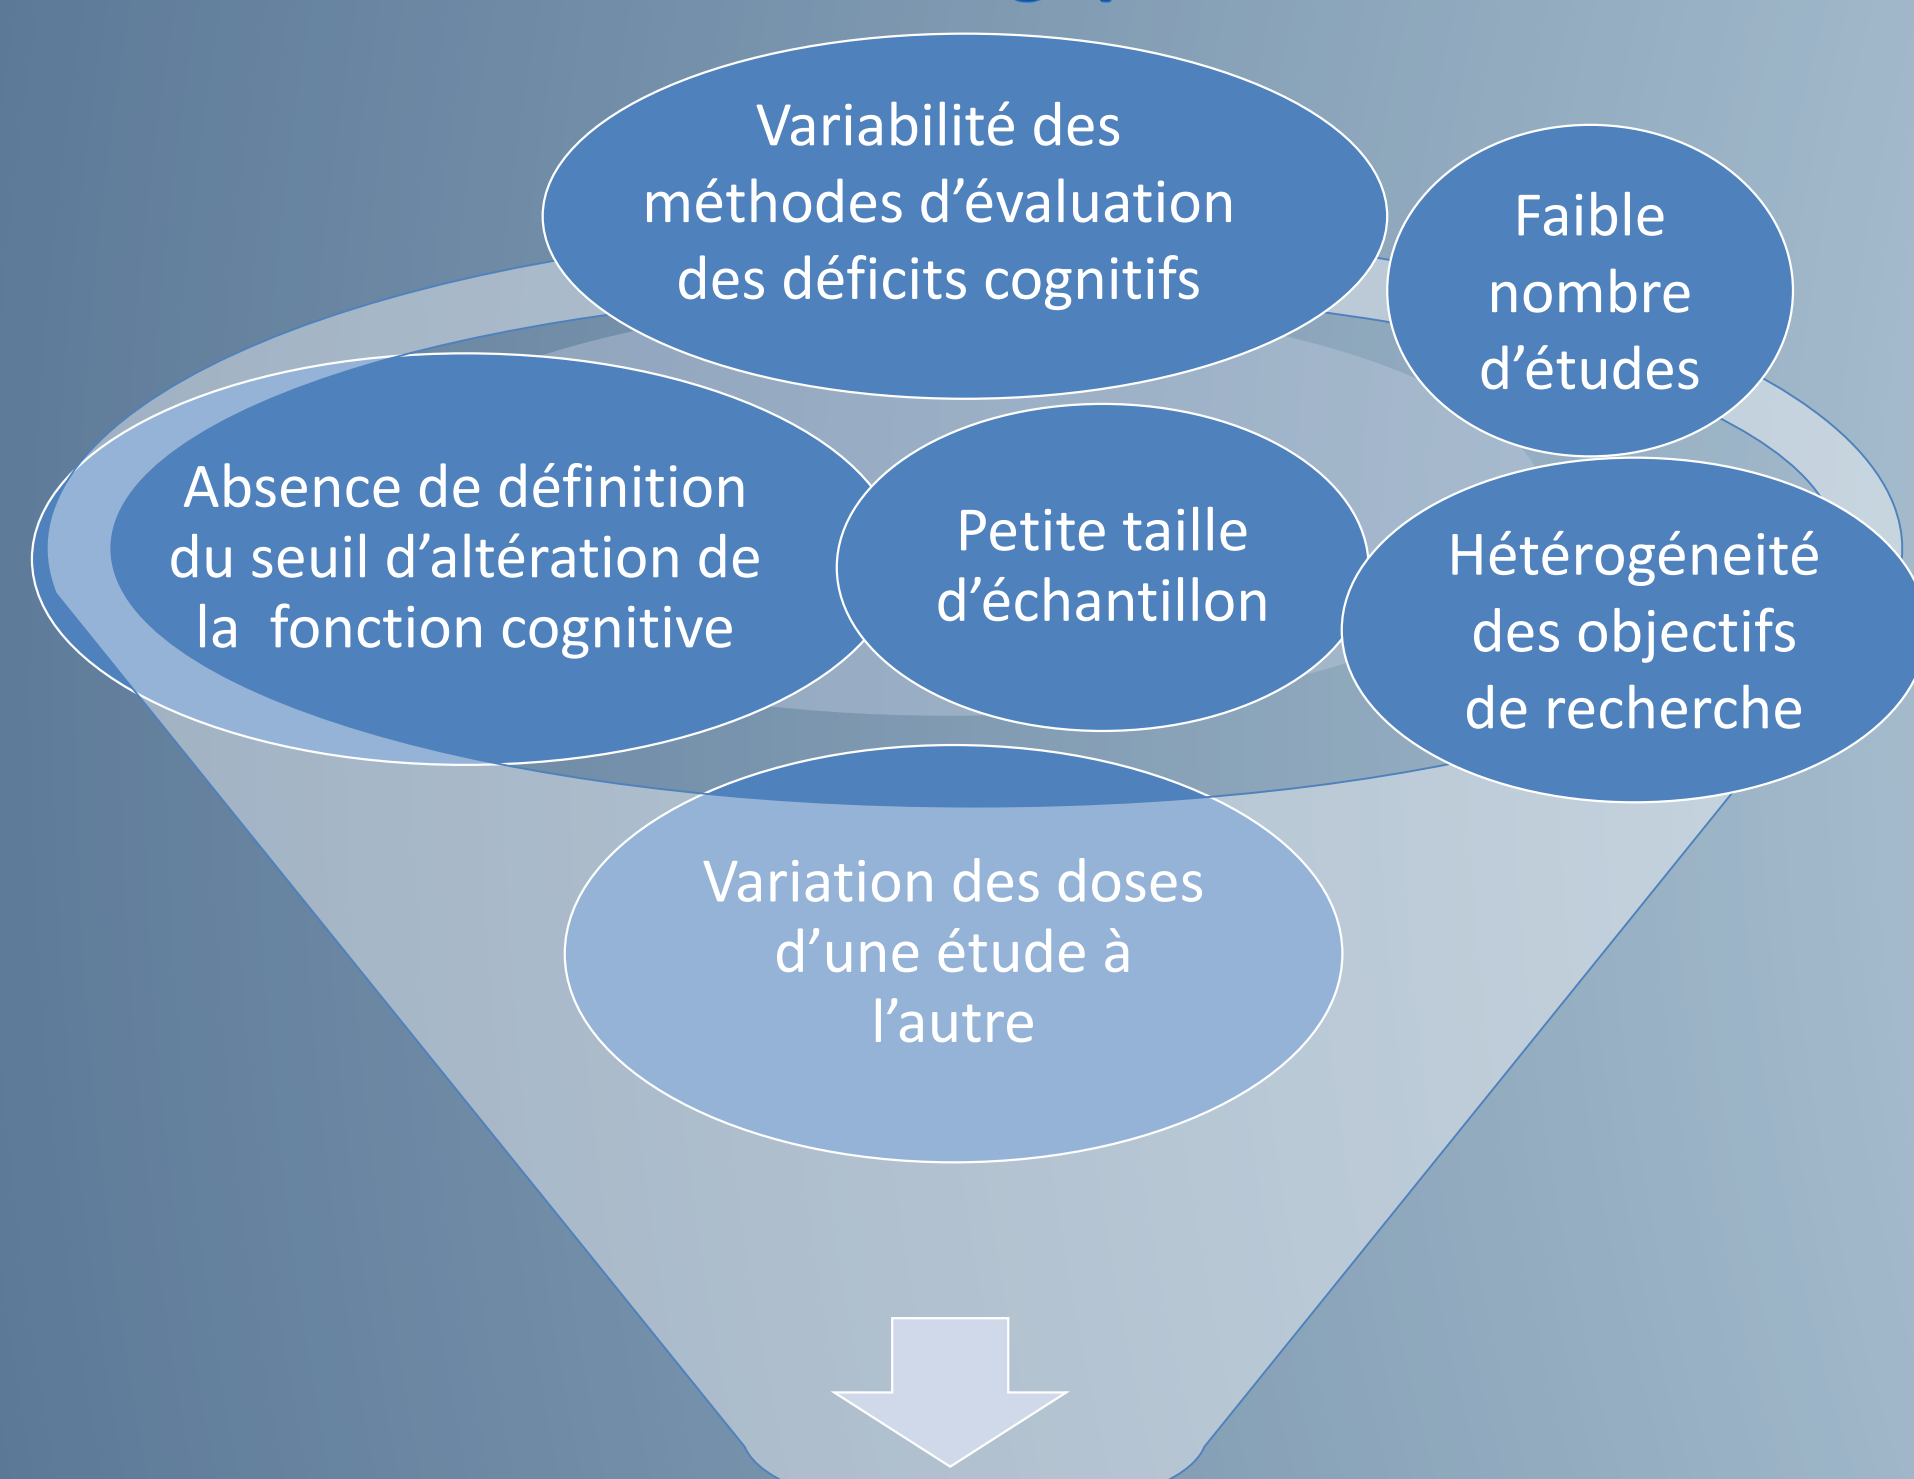 Variabilité des
méthodes d’évaluation
des déficits cognitifs
Faible
nombre
d’études
Absence de définition
du seuil d’altération de
la  fonction cognitive
Petite taille
d’échantillon
Hétérogéneité
des objectifs
de recherche
Variation des doses
d’une étude à
l’autre